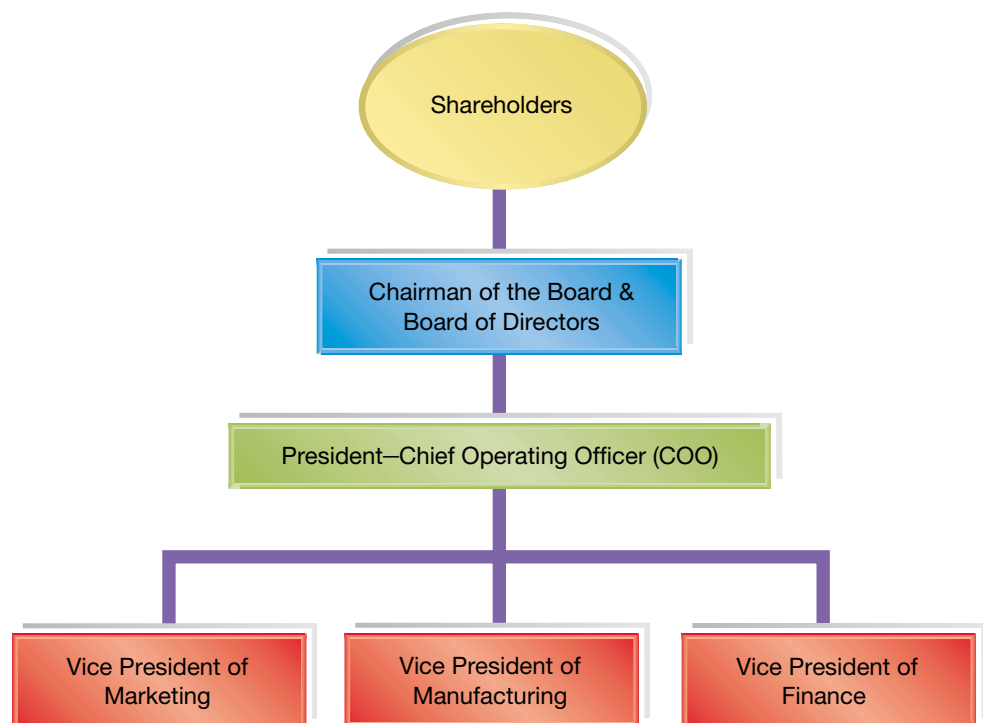 Shareholders
Chairman of the Board &
Board of Directors
President—Chief Operating Officer (COO)
Vice President of
Marketing
Vice President of
Manufacturing
Vice President of
Finance